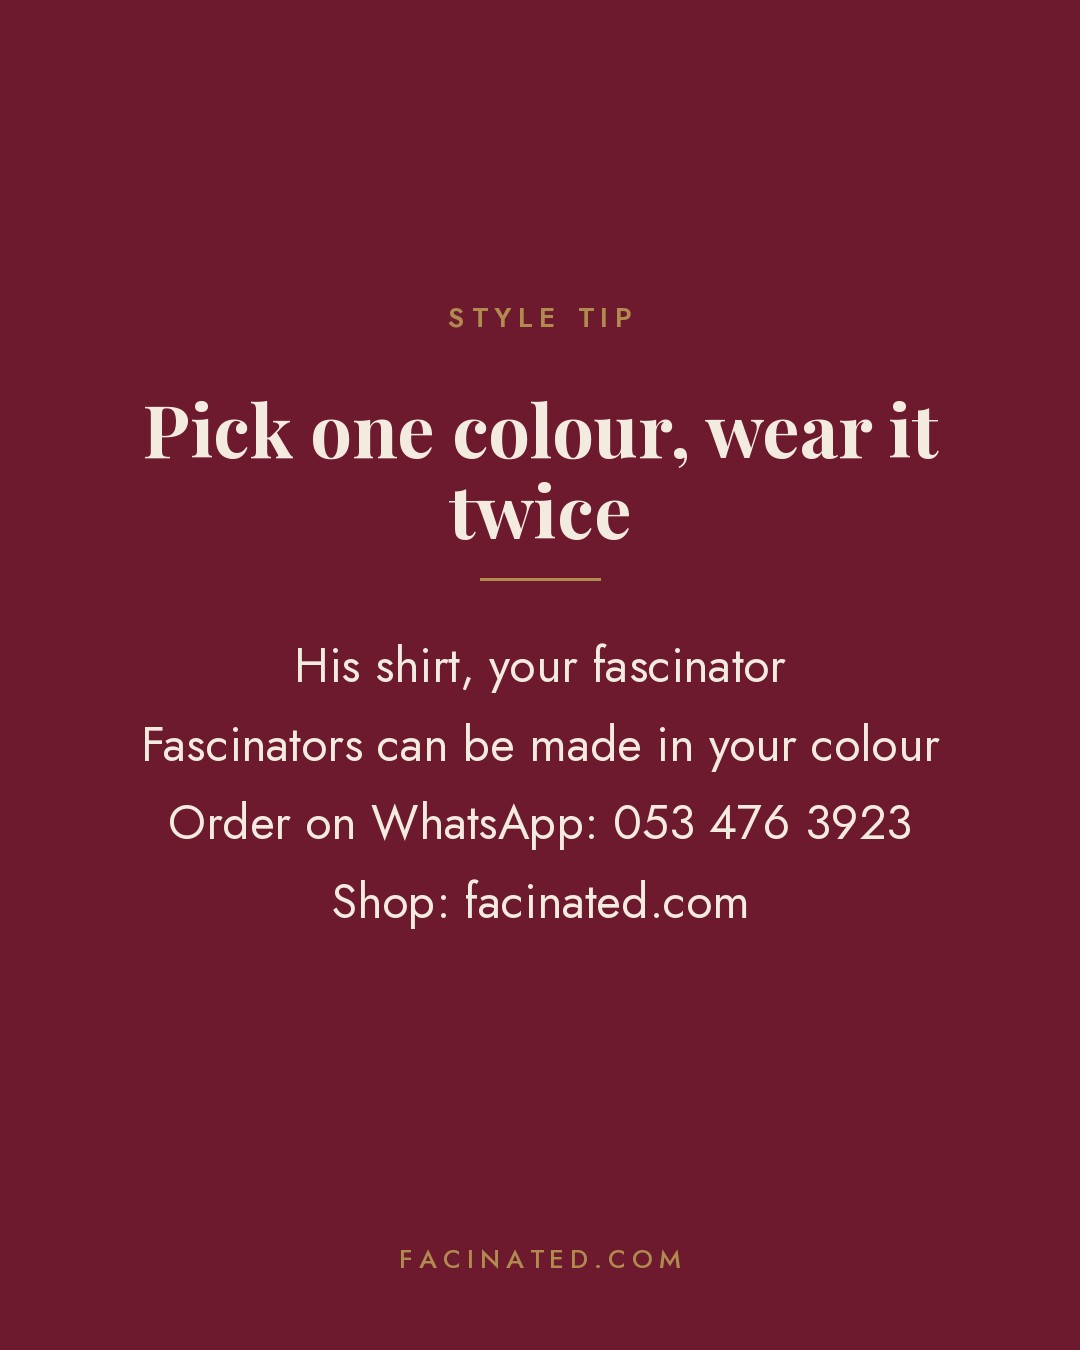 STYLE TIP
Pick one colour, wear it
twice
His shirt, your fascinator
Fascinators can be made in your colour
Order on WhatsApp: 053 476 3923
Shop: facinated.com
FACINATED.COM